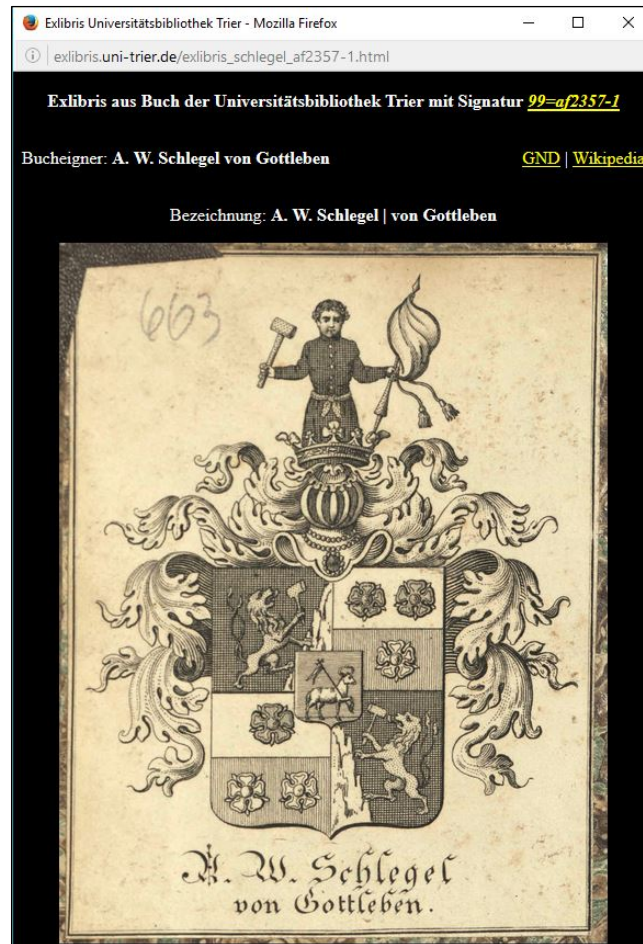 Exlibris Universitätsbibliothek Trier - Mozilla Firefox
exlibris.uni-trier.de/exlibris_schlegel_af2357-1.html
Exlibris aus Buch der Universitätsbibliothek Trier mit Signatur 99=af2357-1
Bucheigner: A. W. Schlegel von Gottleben GND | Wikipedia
Bezeichnung: A. W. Schlegel | von Gottleben
663
A. W. Schlegel
von Gottleben.